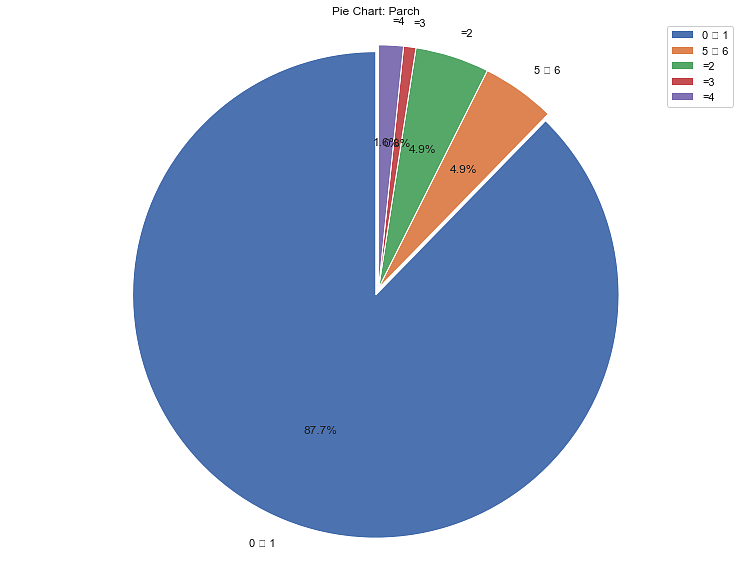 Pie Chart: Parch
=4
=3
=2
5 □ 6
4.9%
4.9%
87.7%
0 □ 1
0 □ 1
5 □ 6
=2
=3
=4